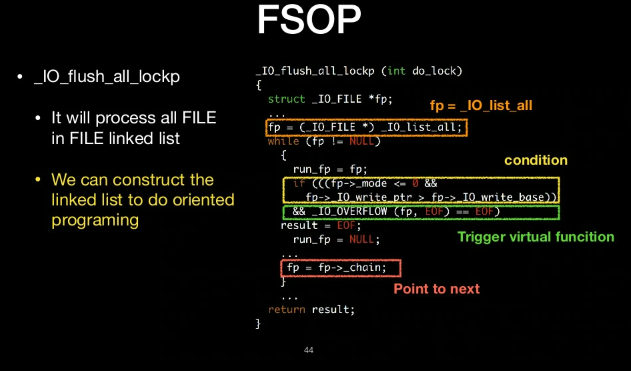 FSOP
• _IO_flush_all_lockp
• It will process all FILE
in FILE linked list
• We can construct the
linked list to do oriented
programing
_IO_flush_all_lockp (int do_lock)
{
struct _IO_FILE *fp;
...
fp = _IO_list_all
fp = (_IO_FILE *) _IO_list_all;
while (fp != NULL)
{
run_fp = fp;
condition
if (((fp->_mode <= 0 &&
fp->_IO_write_ptr > fp->_IO_write_base))
&& _IO_OVERFLOW (fp, EOF) == EOF)
result = EOF;
Trigger virtual funcition
run_fp = NULL;
...
fp = fp->_chain;
Point to next
}
...
return result;
}
44